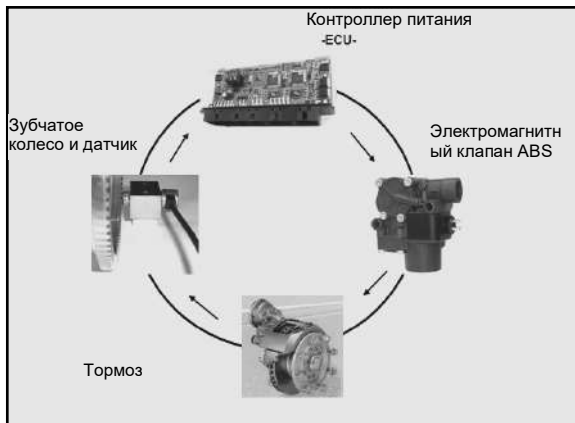 Контроллер питания
-ECU-
Зубчатое
колесо и датчик
Электромагнитн
ый клапан ABS
Тормоз